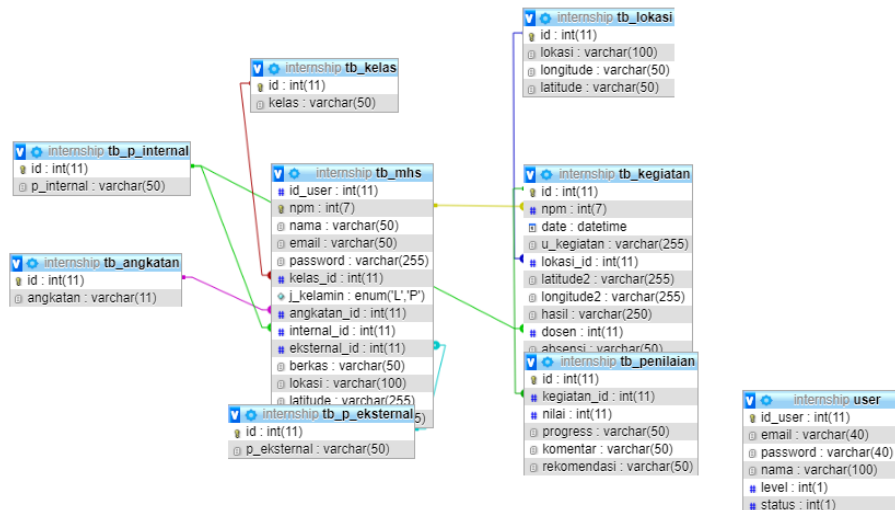 internship tb_lokasi
id : int(11)
lokasi : varchar(100)
longitude : varchar(50)
latitude : varchar(50)
internship tb_kelas
id : int(11)
kelas : varchar(50)
internship tb_p_internal
id : int(11)
p_internal : varchar(50)
internship tb_angkatan
id : int(11)
angkatan : varchar(11)
internship tb_mhs
id_user : int(11)
npm : int(7)
nama : varchar(50)
email : varchar(50)
password : varchar(255)
kelas_id : int(11)
j_kelamin : enum('L','P')
angkatan_id : int(11)
internal_id : int(11)
eksternal_id : int(11)
berkas : varchar(50)
lokasi : varchar(100)
latitude : varchar(255)
internship tb_p_eksternal
id : int(11)
p_eksternal : varchar(50)
internship tb_kegiatan
id : int(11)
npm : int(7)
date : datetime
u_kegiatan : varchar(255)
lokasi_id : int(11)
latitude2 : varchar(255)
longitude2 : varchar(255)
hasil : varchar(250)
dosen : int(11)
absensi : varchar(50)
internship tb_penilaian
id : int(11)
kegiatan_id : int(11)
nilai : int(11)
progress : varchar(50)
komentar : varchar(50)
rekomendasi : varchar(50)
internship user
id_user : int(11)
email : varchar(40)
password : varchar(40)
nama : varchar(100)
level : int(1)
status : int(1)